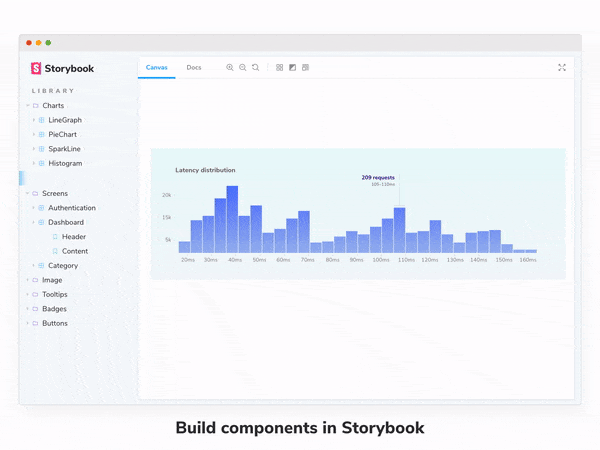 Storybook
Canvas
Docs
LIBRARY
Charts
LineGraph
PieChart
SparkLine
Histogram
Screens
Authentication
Dashboard
Header
Content
Category
Image
Tooltips
Badges
Buttons
Latency distribution
209 requests
105–110ms
20k
15k
5k
20ms 30ms 40ms 50ms 60ms 70ms 80ms 90ms 100ms 110ms 120ms 130ms 140ms 150ms 160ms
Build components in Storybook